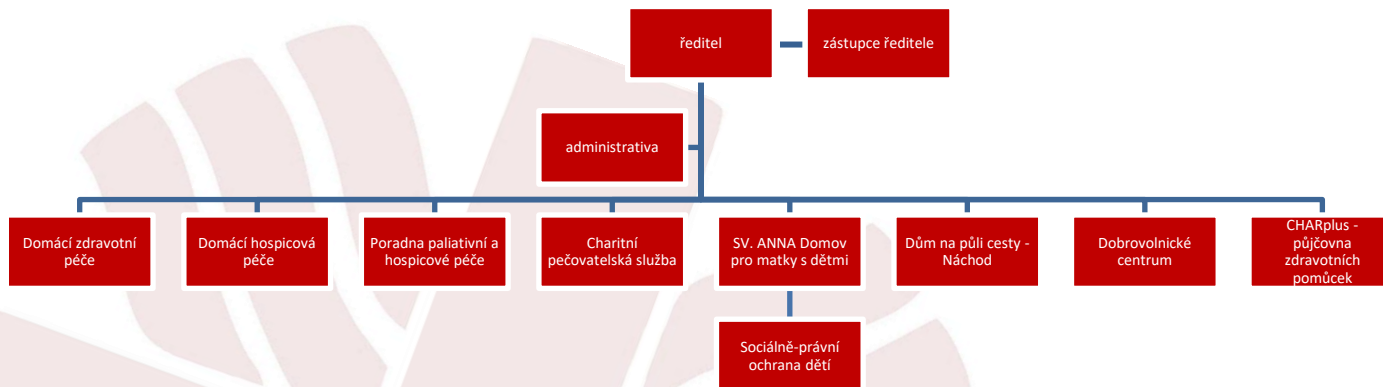 ředitel
zástupce ředitele
administrativa
Domácí zdravotní
péče
Domácí hospicová
péče
Poradna paliativní a
hospicové péče
Charitní
pečovatelská služba
SV. ANNA Domov
pro matky s dětmi
Dům na půli cesty -
Náchod
Dobrovolnické
centrum
CHARplus -
půjčovna
zdravotních
pomůcek
Sociálně-právní
ochrana dětí